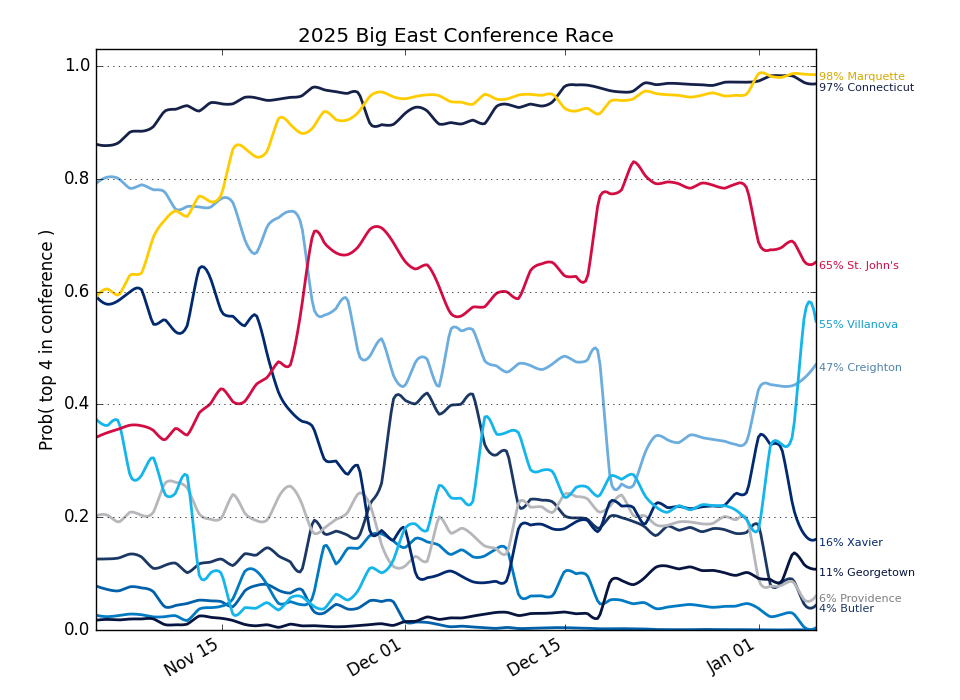 2025 Big East Conference Race
Prob( top 4 in conference )
1.0
0.8
0.6
0.4
0.2
0.0
98% Marquette
97% Connecticut
65% St. John's
55% Villanova
47% Creighton
16% Xavier
11% Georgetown
6% Providence
4% Butler
Nov 15
Dec 01
Dec 15
Jan 01